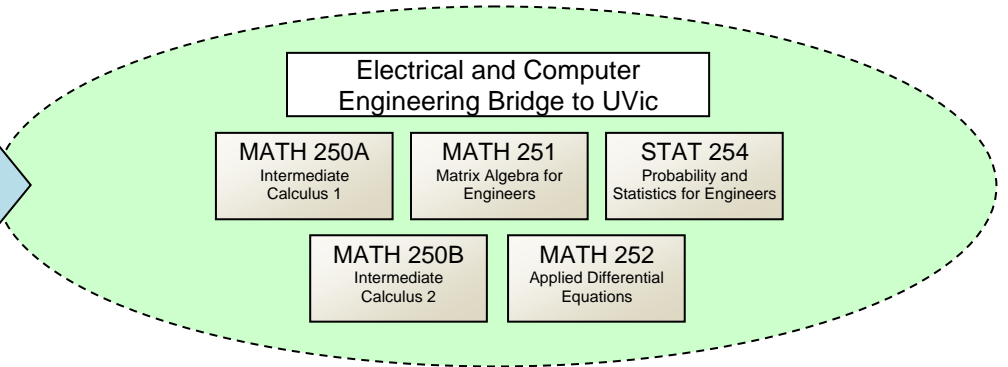 Electrical and Computer
Engineering Bridge to UVic
MATH 250A
Intermediate
Calculus 1
MATH 251
Matrix Algebra for
Engineers
STAT 254
Probability and
Statistics for Engineers
MATH 250B
Intermediate
Calculus 2
MATH 252
Applied Differential
Equations